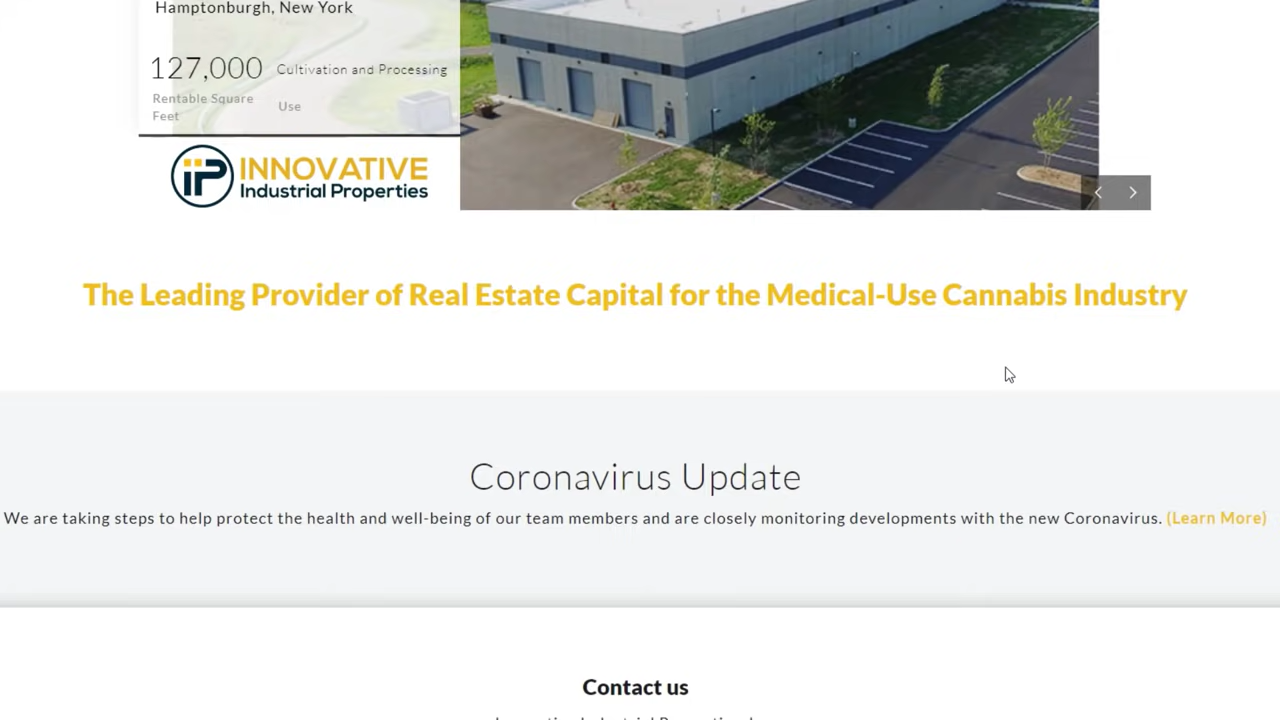 Hamptonburgh, New York
127,000 Cultivation and Processing
Rentable Square Use
Feet
iP INNOVATIVE
Industrial Properties
The Leading Provider of Real Estate Capital for the Medical-Use Cannabis Industry
Coronavirus Update
We are taking steps to help protect the health and well-being of our team members and are closely monitoring developments with the new Coronavirus. (Learn More)
Contact us